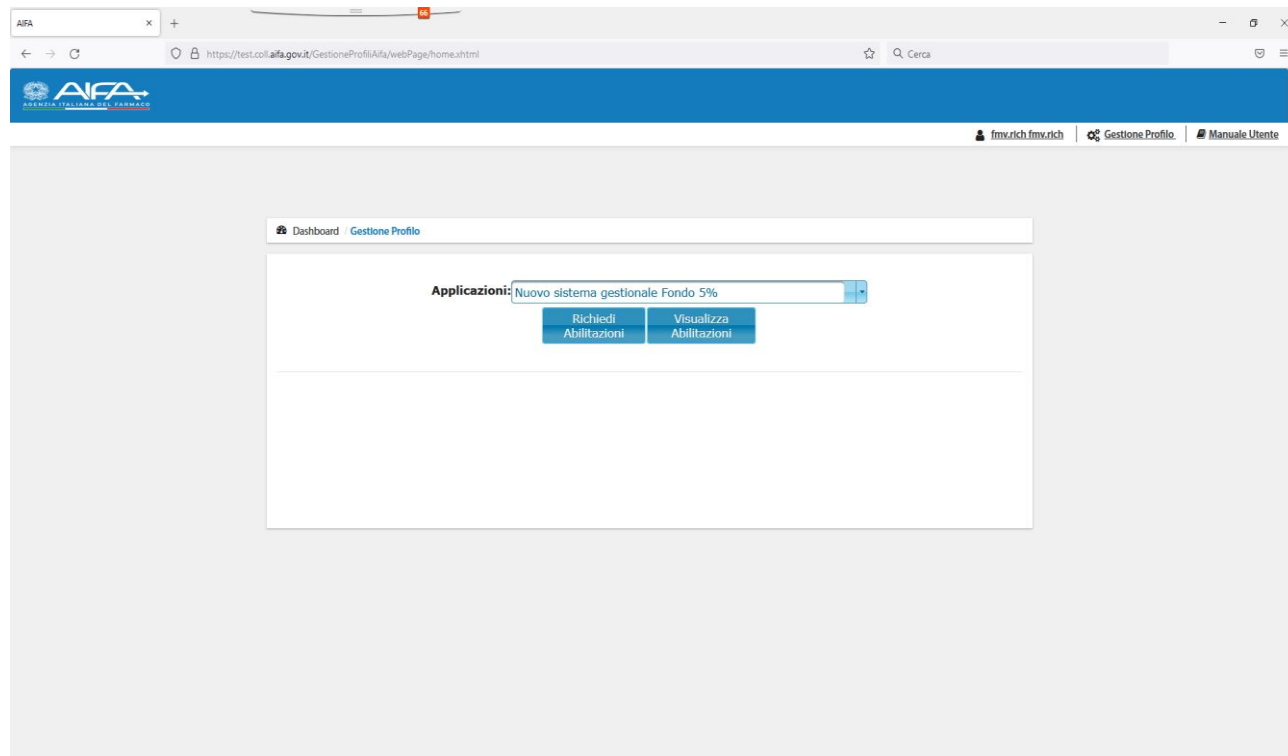 AIFA
66
https://test.coll.aifa.gov.it/GestioneProfiliAifa/webPage/home.xhtml
Cerca
AIFA
AGENZIA ITALIANA DEL FARMACO
fmv.rich fmv.rich
Gestione Profilo
Manuale Utente
Dashboard / Gestione Profilo
Applicazioni: Nuovo sistema gestionale Fondo 5%
Richiedi
Abilitazioni
Visualizza
Abilitazioni